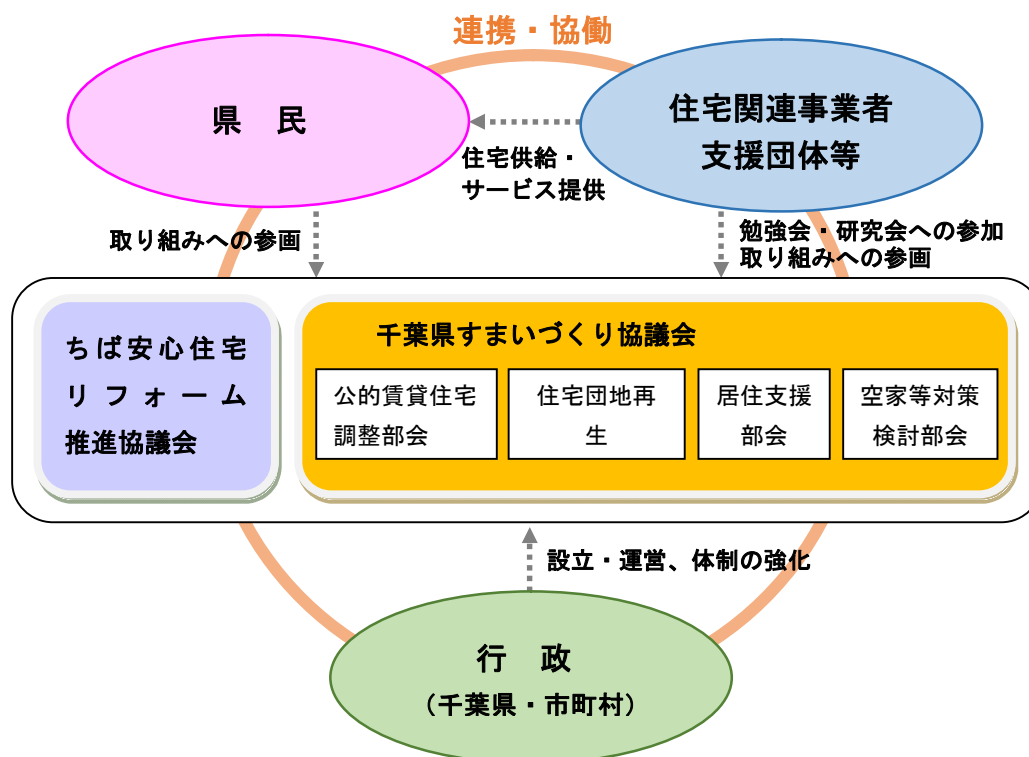 連携・協働
県　民
住宅関連事業者
支援団体等
住宅供給・
サービス提供
取り組みへの参画
勉強会・研究会への参加
取り組みへの参画
ちば安心住宅
リフォーム
推進協議会
千葉県すまいづくり協議会
公的賃貸住宅
調整部会
住宅団地再
生
居住支援
部会
空家等対策
検討部会
設立・運営、体制の強化
行　政
（千葉県・市町村）